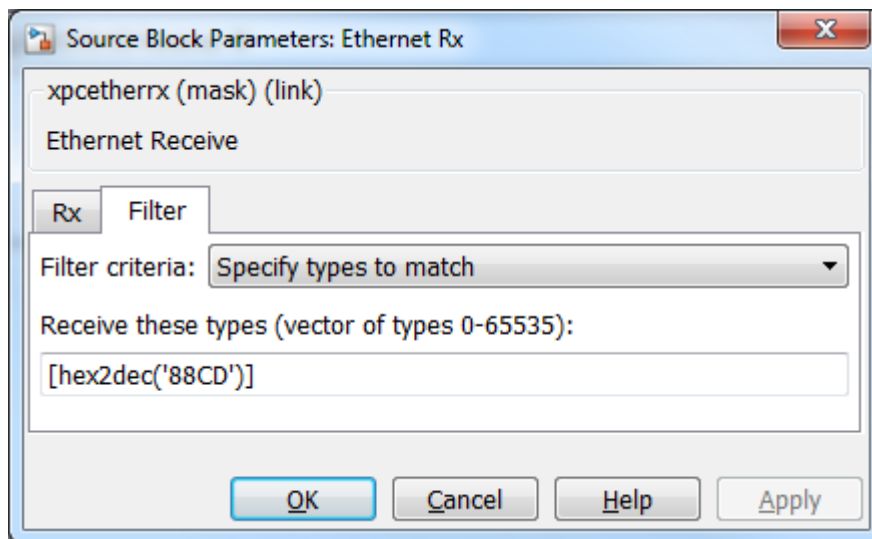 Source Block Parameters: Ethernet Rx
xpcetherrx (mask) (link)
Ethernet Receive
Rx Filter
Filter criteria: Specify types to match
Receive these types (vector of types 0-65535):
[hex2dec('88CD')]
OK Cancel Help Apply